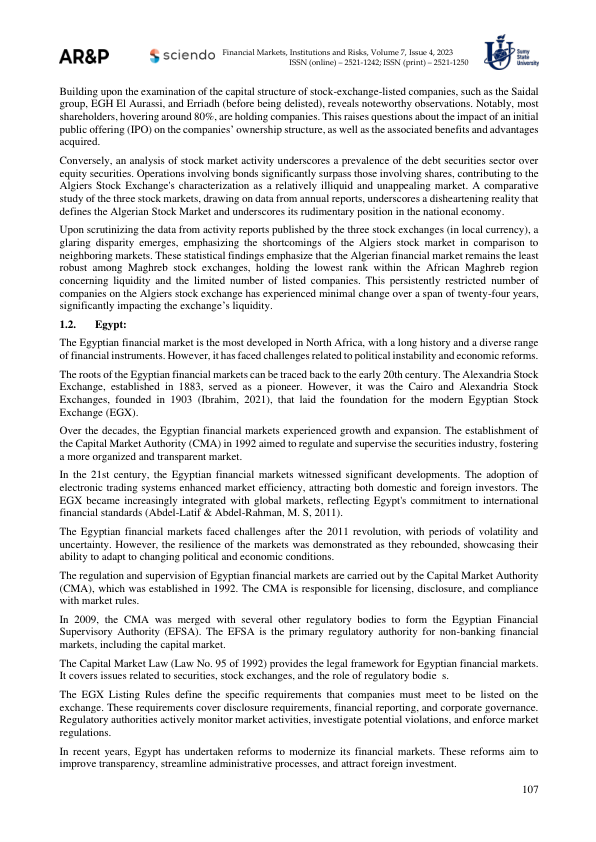 AR&P
sciendo
Financial Markets, Institutions and Risks, Volume 7, Issue 4, 2023
ISSN (online) – 2521-1242; ISSN (print) – 2521-1250
Sumy
State
University
Building upon the examination of the capital structure of stock-exchange-listed companies, such as the Saidal
group, EGH El Aurassi, and Erriadh (before being delisted), reveals noteworthy observations. Notably, most
shareholders, hovering around 80%, are holding companies. This raises questions about the impact of an initial
public offering (IPO) on the companies' ownership structure, as well as the associated benefits and advantages
acquired.
Conversely, an analysis of stock market activity underscores a prevalence of the debt securities sector over
equity securities. Operations involving bonds significantly surpass those involving shares, contributing to the
Algiers Stock Exchange's characterization as a relatively illiquid and unappealing market. A comparative
study of the three stock markets, drawing on data from annual reports, underscores a disheartening reality that
defines the Algerian Stock Market and underscores its rudimentary position in the national economy.
Upon scrutinizing the data from activity reports published by the three stock exchanges (in local currency), a
glaring disparity emerges, emphasizing the shortcomings of the Algiers stock market in comparison to
neighboring markets. These statistical findings emphasize that the Algerian financial market remains the least
robust among Maghreb stock exchanges, holding the lowest rank within the African Maghreb region
concerning liquidity and the limited number of listed companies. This persistently restricted number of
companies on the Algiers stock exchange has experienced minimal change over a span of twenty-four years,
significantly impacting the exchange's liquidity.
1.2. Egypt:
The Egyptian financial market is the most developed in North Africa, with a long history and a diverse range
of financial instruments. However, it has faced challenges related to political instability and economic reforms.
The roots of the Egyptian financial markets can be traced back to the early 20th century. The Alexandria Stock
Exchange, established in 1883, served as a pioneer. However, it was the Cairo and Alexandria Stock
Exchanges, founded in 1903 (Ibrahim, 2021), that laid the foundation for the modern Egyptian Stock
Exchange (EGX).
Over the decades, the Egyptian financial markets experienced growth and expansion. The establishment of
the Capital Market Authority (CMA) in 1992 aimed to regulate and supervise the securities industry, fostering
a more organized and transparent market.
In the 21st century, the Egyptian financial markets witnessed significant developments. The adoption of
electronic trading systems enhanced market efficiency, attracting both domestic and foreign investors. The
EGX became increasingly integrated with global markets, reflecting Egypt's commitment to international
financial standards (Abdel-Latif & Abdel-Rahman, M. S, 2011).
The Egyptian financial markets faced challenges after the 2011 revolution, with periods of volatility and
uncertainty. However, the resilience of the markets was demonstrated as they rebounded, showcasing their
ability to adapt to changing political and economic conditions.
The regulation and supervision of Egyptian financial markets are carried out by the Capital Market Authority
(CMA), which was established in 1992. The CMA is responsible for licensing, disclosure, and compliance
with market rules.
In 2009, the CMA was merged with several other regulatory bodies to form the Egyptian Financial
Supervisory Authority (EFSA). The EFSA is the primary regulatory authority for non-banking financial
markets, including the capital market.
The Capital Market Law (Law No. 95 of 1992) provides the legal framework for Egyptian financial markets.
It covers issues related to securities, stock exchanges, and the role of regulatory bodie s.
The EGX Listing Rules define the specific requirements that companies must meet to be listed on the
exchange. These requirements cover disclosure requirements, financial reporting, and corporate governance.
Regulatory authorities actively monitor market activities, investigate potential violations, and enforce market
regulations.
In recent years, Egypt has undertaken reforms to modernize its financial markets. These reforms aim to
improve transparency, streamline administrative processes, and attract foreign investment.
107